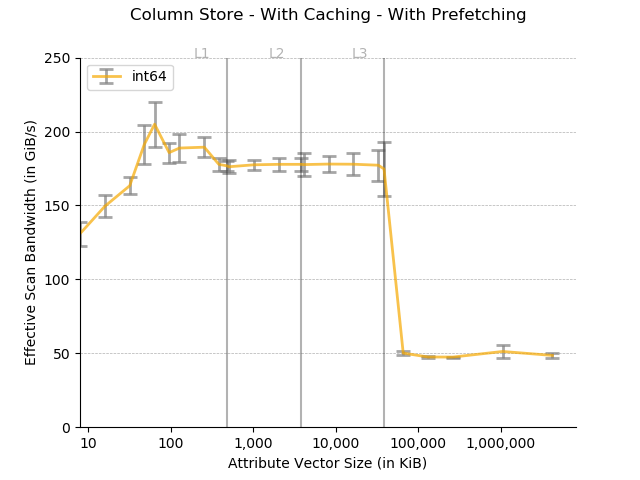 Column Store - With Caching - With Prefetching
L1 L2 L3
int64
250
200
150
100
50
0
Effective Scan Bandwidth (in GiB/s)
10 100 1,000 10,000 100,000 1,000,000
Attribute Vector Size (in KiB)